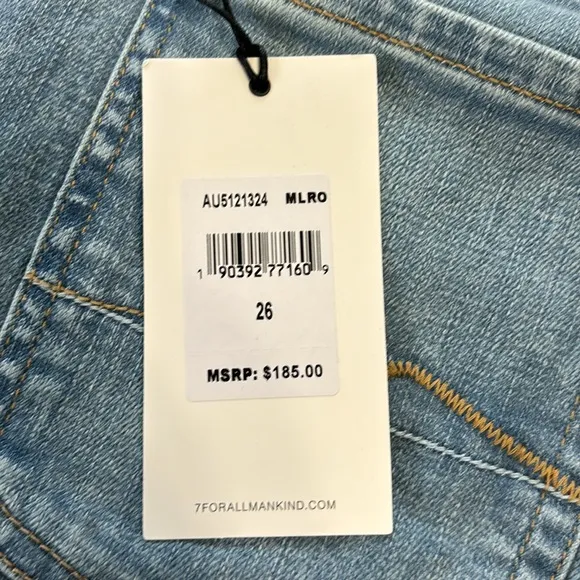 AU5121324 MLRO
1 90392 77160 9
26
MSRP: $185.00
7FORALLMANKIND.COM